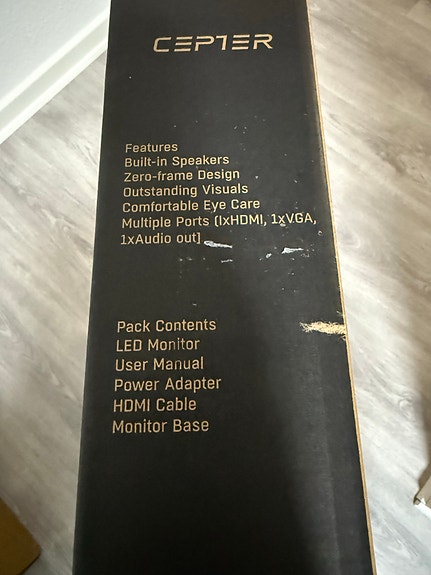 CEPTER
Features
Built-in Speakers
Zero-frame Design
Outstanding Visuals
Comfortable Eye Care
Multiple Ports (1xHDMI, 1xVGA,
1xAudio out)
Pack Contents
LED Monitor
User Manual
Power Adapter
HDMI Cable
Monitor Base